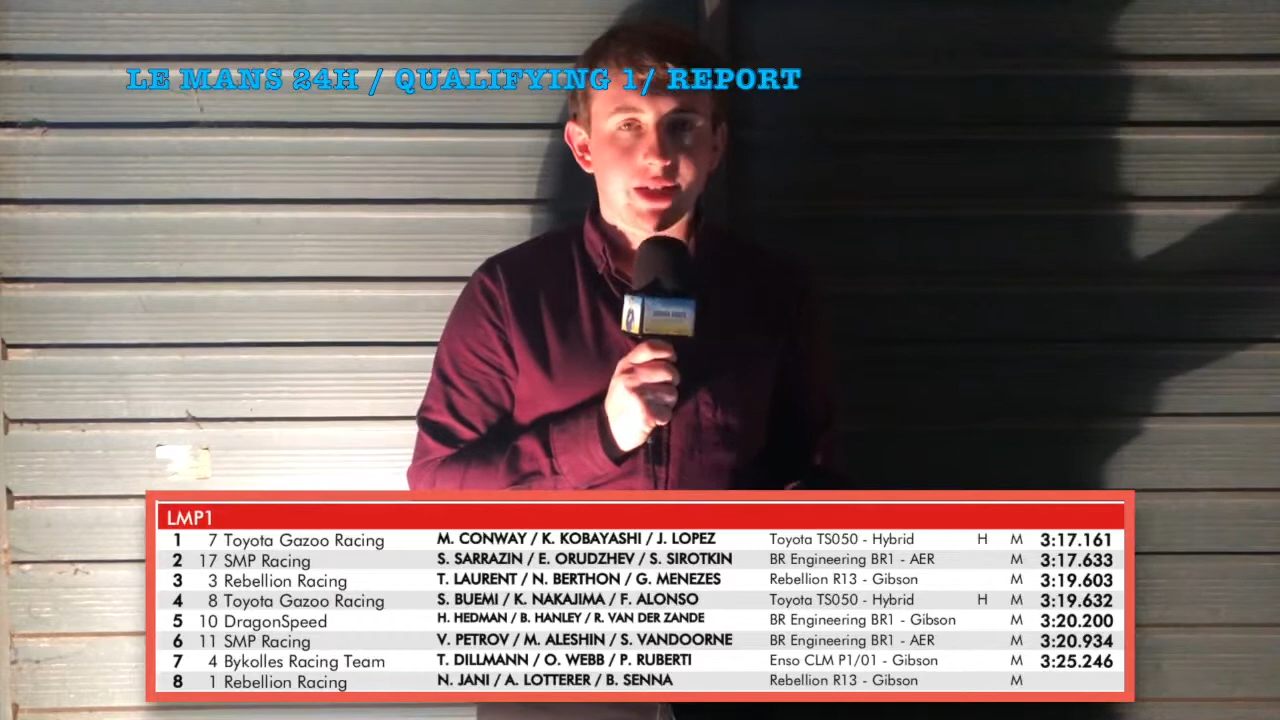 LE MANS 24H / QUALIFYING 1/ REPORT
LMP1
1 7 Toyota Gazoo Racing M. CONWAY / K. KOBAYASHI / J. LOPEZ Toyota TS050 - Hybrid H M 3:17.161
2 17 SMP Racing S. SARRAZIN / E. ORUDZHEV / S. SIROTKIN BR Engineering BR1 - AER M 3:17.633
3 3 Rebellion Racing T. LAURENT / N. BERTHON / G. MENEZES Rebellion R13 - Gibson M 3:19.603
4 8 Toyota Gazoo Racing S. BUEMI / K. NAKAJIMA / F. ALONSO Toyota TS050 - Hybrid H M 3:19.632
5 10 DragonSpeed H. HEDMAN / B. HANLEY / R. VAN DER ZANDE BR Engineering BR1 - Gibson M 3:20.200
6 11 SMP Racing V. PETROV / M. ALESHIN / S. VANDOORNE BR Engineering BR1 - AER M 3:20.934
7 4 Bykolles Racing Team T. DILLMANN / O. WEBB / P. RUBERTI Enso CLM P1/01 - Gibson M 3:25.246
8 1 Rebellion Racing N. JANI / A. LOTTERER / B. SENNA Rebellion R13 - Gibson M